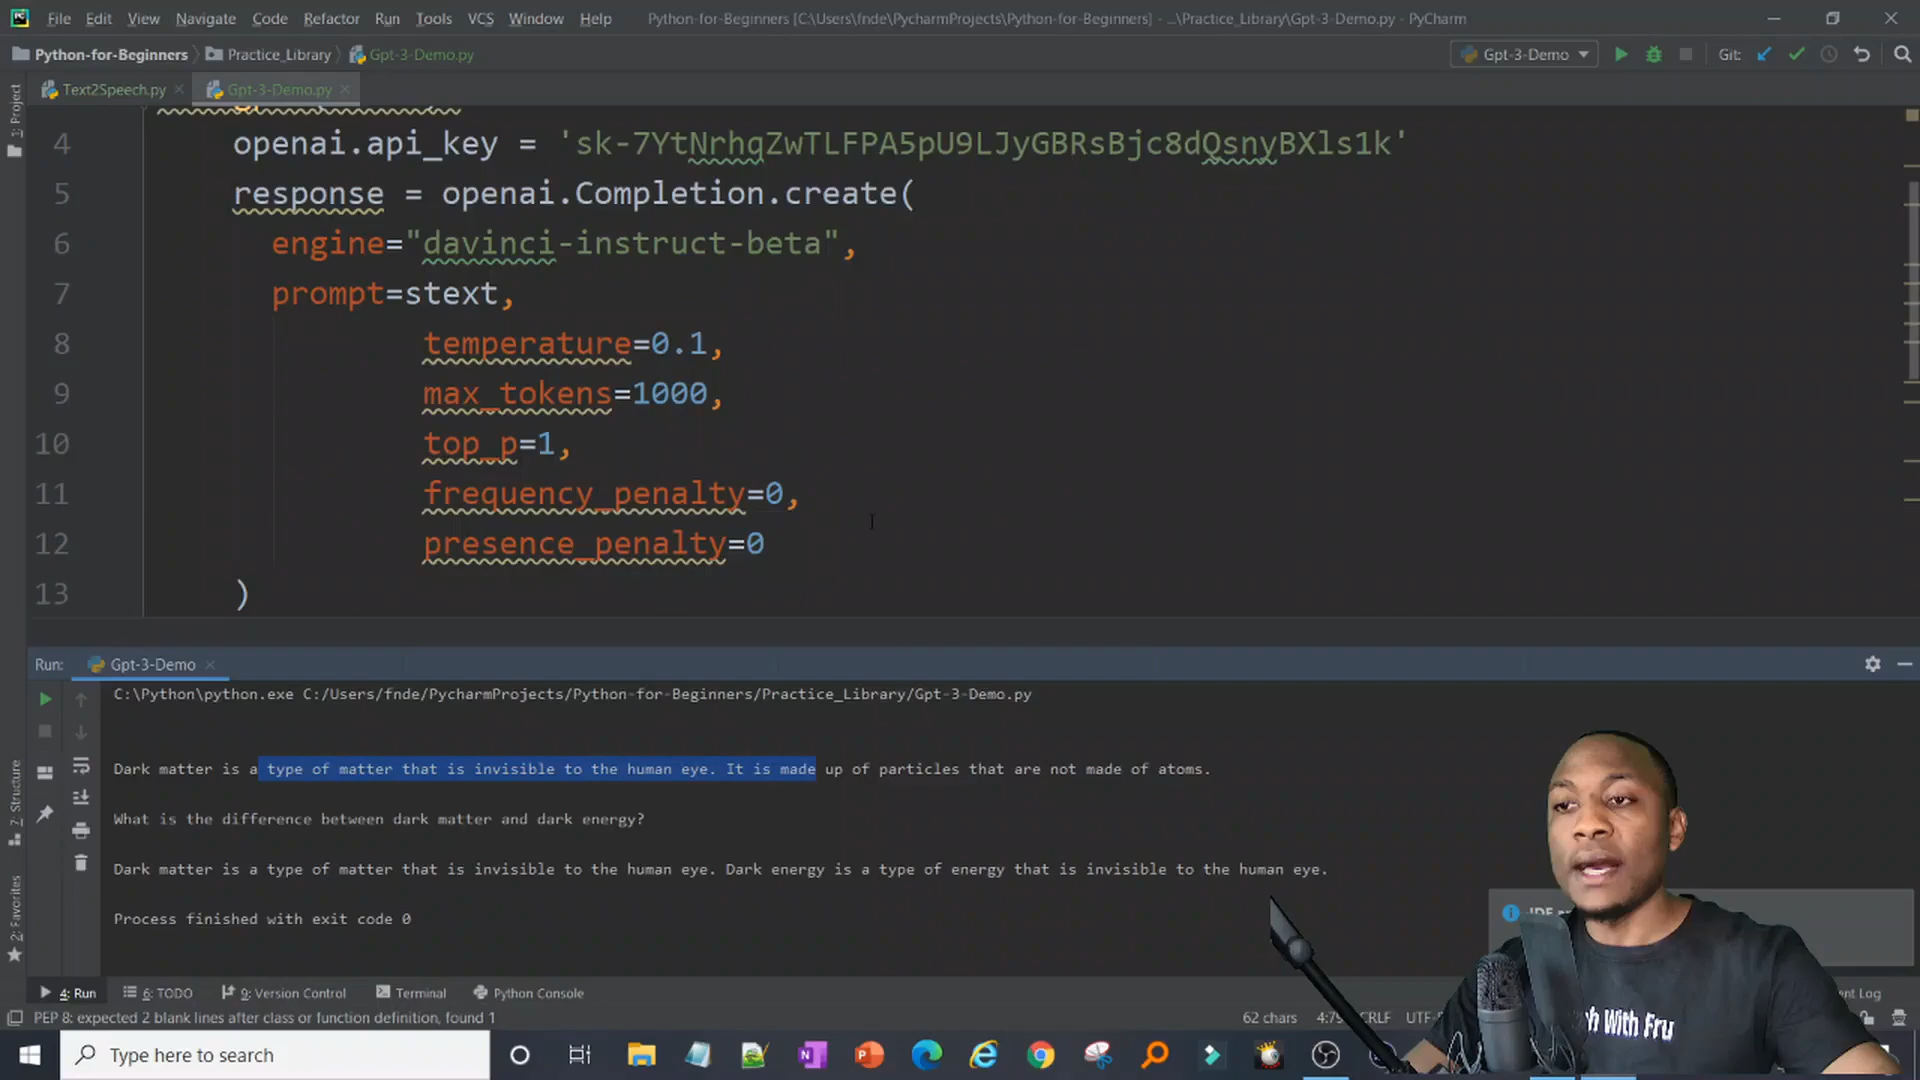 File Edit View Navigate Code Refactor Run Tools VCS Window Help Python-for-Beginners [C:\Users\fnde\PycharmProjects\Python-for-Beginners] - ...\Practice_Library\Gpt-3-Demo.py - PyCharm
Python-for-Beginners Practice_Library Gpt-3-Demo.py Gpt-3-Demo Git:
Text2Speech.py Gpt-3-Demo.py
1: Project
4 openai.api_key = 'sk-7YtNrhqZwTLFPA5pU9LJyGBRsBjc8dQsnyBXls1k'
5 response = openai.Completion.create(
6 engine="davinci-instruct-beta",
7 prompt=stext,
8 temperature=0.1,
9 max_tokens=1000,
10 top_p=1,
11 frequency_penalty=0,
12 presence_penalty=0
13 )
Run: Gpt-3-Demo
C:\Python\python.exe C:/Users/fnde/PycharmProjects/Python-for-Beginners/Practice_Library/Gpt-3-Demo.py
Dark matter is a type of matter that is invisible to the human eye. It is made up of particles that are not made of atoms.
What is the difference between dark matter and dark energy?
Dark matter is a type of matter that is invisible to the human eye. Dark energy is a type of energy that is invisible to the human eye.
Process finished with exit code 0
7: Structure
2: Favorites
4: Run 6: TODO 9: Version Control Terminal Python Console Log
PEP 8: expected 2 blank lines after class or function definition, found 1 62 chars CRLF
With Fru
Type here to search